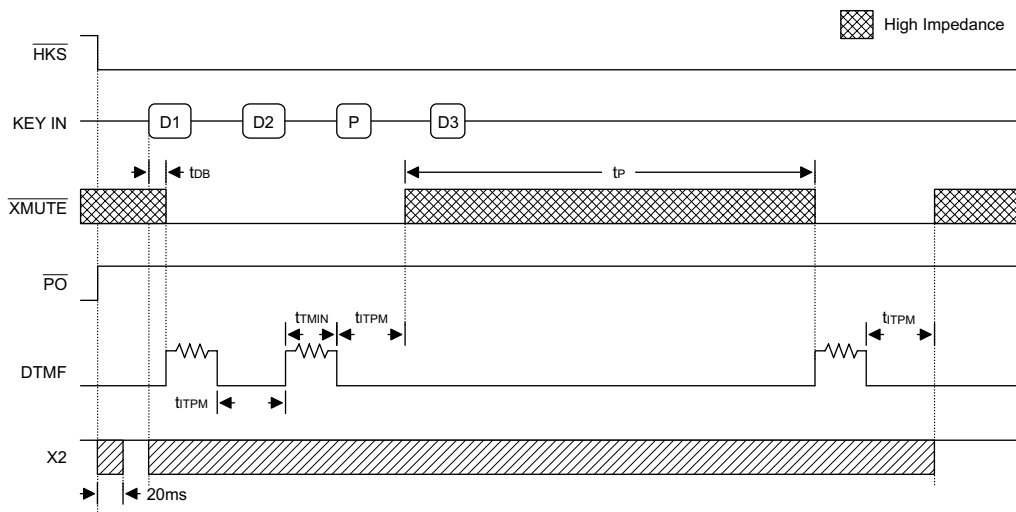 High Impedance
HKS
KEY IN
D1
D2
P
D3
tDB
tP
XMUTE
PO
tTMIN
tITPM
tITPM
DTMF
tITPM
X2
20ms